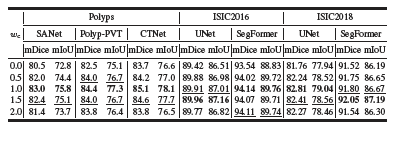 Polyps ISIC2016 ISIC2018
w_c SANet Polyp-PVT CTNet UNet SegFormer UNet SegFormer
mDice mIoU mDice mIoU mDice mIoU mDice mIoU mDice mIoU mDice mIoU mDice mIoU
0.0 80.5 72.8 82.5 75.1 83.7 76.6 89.42 86.51 93.54 88.83 81.76 77.94 91.52 86.19
0.5 82.0 74.4 84.0 76.7 84.2 77.0 89.88 86.98 94.02 89.72 82.24 78.52 91.75 86.65
1.0 83.0 75.8 84.4 77.3 85.1 78.1 89.91 87.01 94.14 89.76 82.81 79.04 91.80 86.67
1.5 82.4 75.1 84.0 76.7 84.6 77.7 89.96 87.16 94.07 89.71 82.41 78.56 92.05 87.19
2.0 81.4 73.7 83.8 76.4 83.8 76.5 89.77 86.82 94.11 89.74 82.27 78.46 91.54 86.30